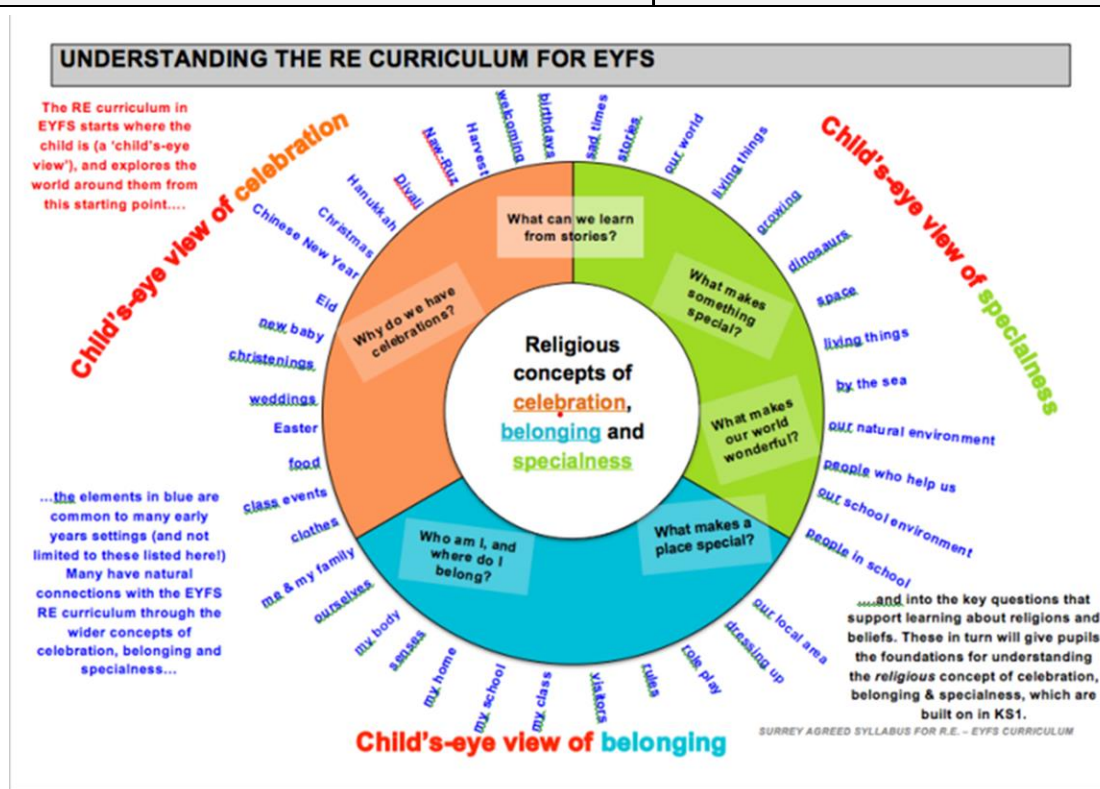 UNDERSTANDING THE RE CURRICULUM FOR EYFS
The RE curriculum in
EYFS starts where the
child is (a ‘child’s-eye
view’), and explores the
world around them from
this starting point….
Child’s-eye view of celebration
Child’s-eye view of specialness
clothes
class events
food
Easter
weddings
christenings
new baby
Eid
Chinese New Year
Christmas
Hanukkah
Divali
Naw-Ruz
Harvest
welcoming
birthdays
sad times
stories
our world
living things
growing
dinosaurs
space
living things
by the sea
our natural environment
people who help us
our school environment
people in school
our local area
dressing up
role play
rules
visitors
my class
my school
my home
senses
my body
ourselves
me & my family
What can we learn
from stories?
Why do we have
celebrations?
What makes
something
special?
What makes
our world
wonderful?
What makes a
place special?
Who am I, and
where do I
belong?
Religious
concepts of
celebration,
belonging and
specialness
…the elements in blue are
common to many early
years settings (and not
limited to these listed here!)
Many have natural
connections with the EYFS
RE curriculum through the
wider concepts of
celebration, belonging and
specialness…
….and into the key questions that
support learning about religions and
beliefs. These in turn will give pupils
the foundations for understanding
the religious concept of celebration,
belonging & specialness, which are
built on in KS1.
Child’s-eye view of belonging
SURREY AGREED SYLLABUS FOR R.E. – EYFS CURRICULUM